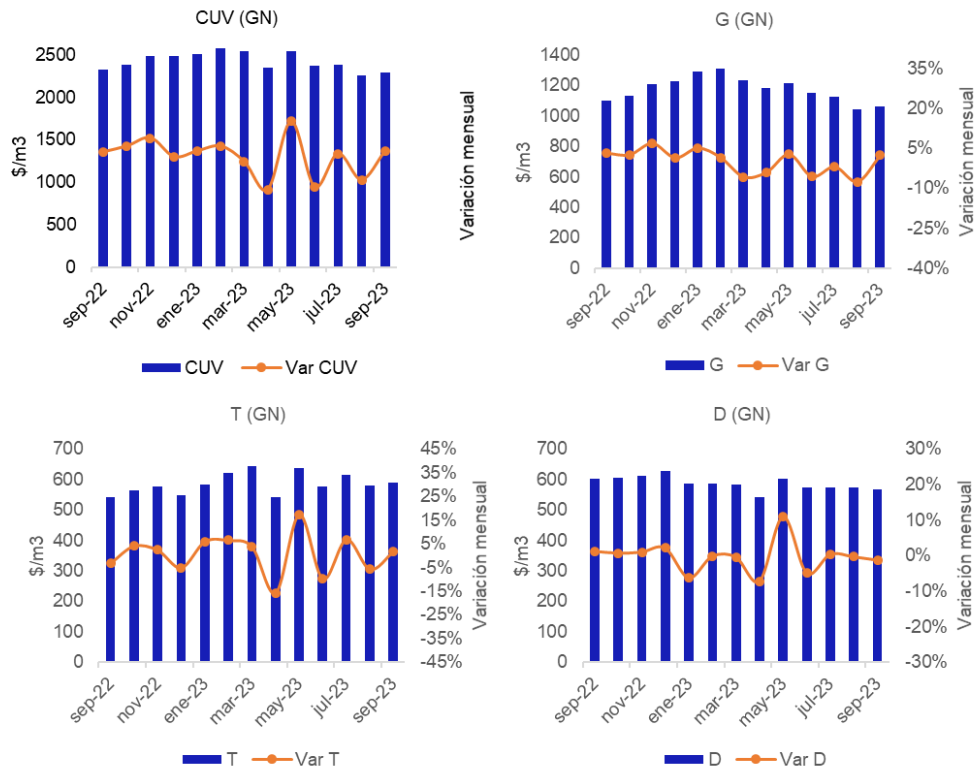 CUV (GN)
2500
2000
1500
1000
500
0
$/m3
Variación mensual
sep-22
nov-22
ene-23
mar-23
may-23
jul-23
sep-23
CUV
Var CUV
G (GN)
1400
1200
1000
800
600
400
200
0
$/m3
35%
20%
5%
-10%
-25%
-40%
Variación mensual
sep-22
nov-22
ene-23
mar-23
may-23
jul-23
sep-23
G
Var G
T (GN)
700
600
500
400
300
200
100
0
$/m3
45%
35%
25%
15%
5%
-5%
-15%
-25%
-35%
-45%
Variación mensual
sep-22
nov-22
ene-23
mar-23
may-23
jul-23
sep-23
T
Var T
D (GN)
700
600
500
400
300
200
100
0
$/m3
30%
20%
10%
0%
-10%
-20%
-30%
Variación mensual
sep-22
nov-22
ene-23
mar-23
may-23
jul-23
sep-23
D
Var D